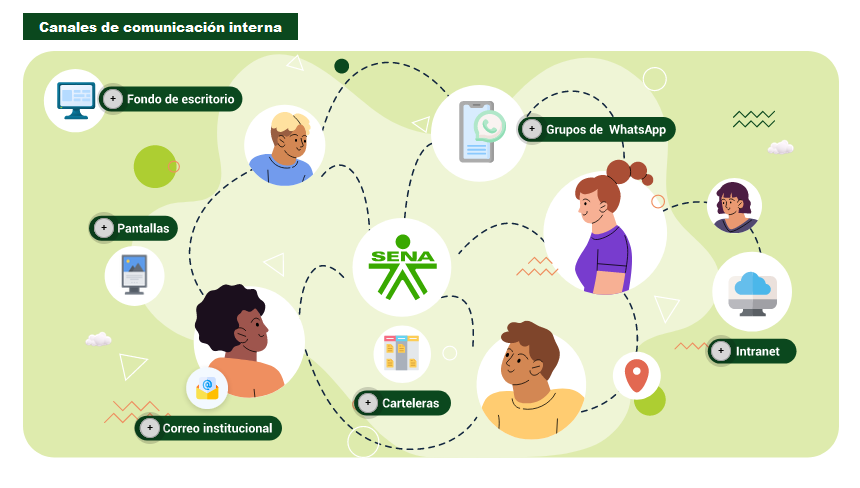 Canales de comunicación interna
Fondo de escritorio
Grupos de WhatsApp
Pantallas
SENA
Intranet
Carteleras
Correo institucional